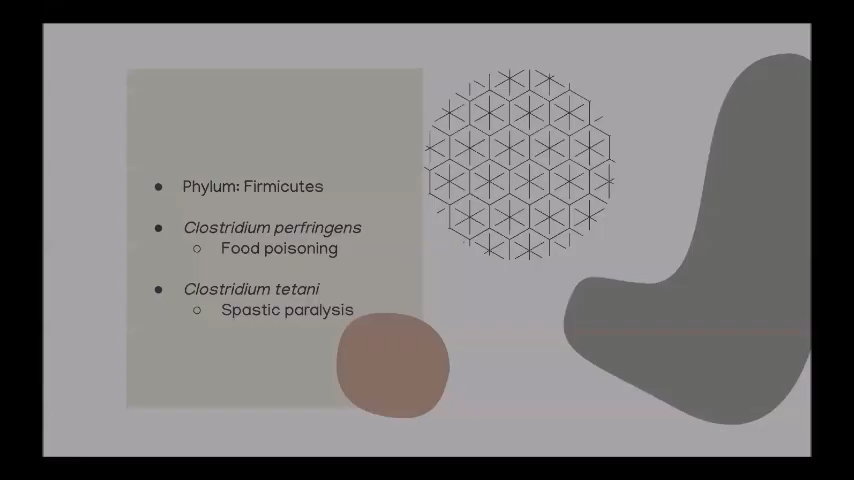 ● Phylum: Firmicutes
● Clostridium perfringens
○ Food poisoning
● Clostridium tetani
○ Spastic paralysis